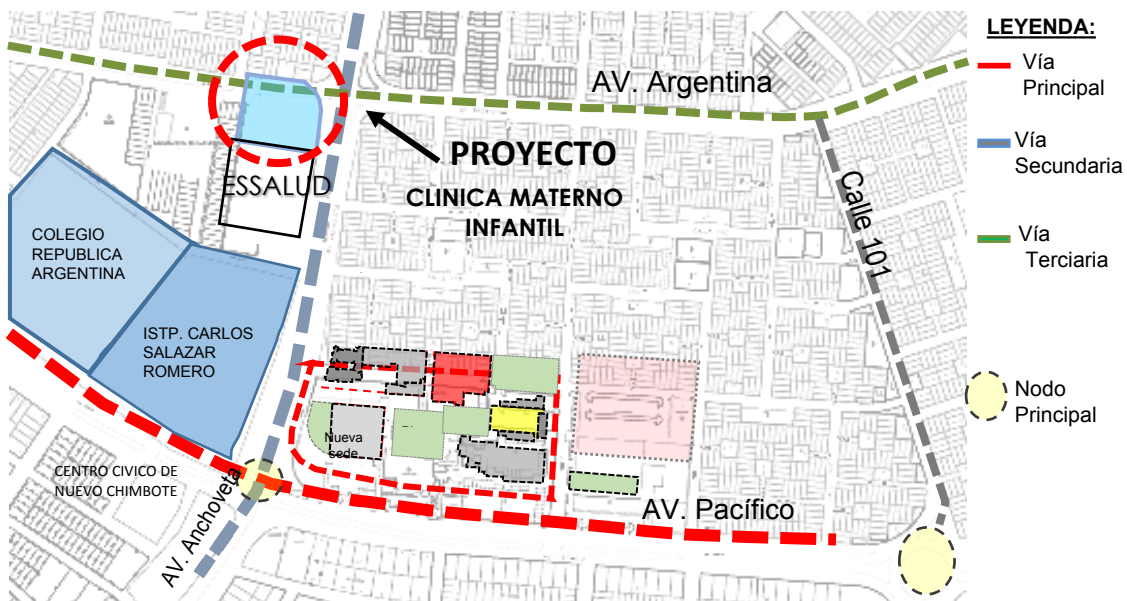 LEYENDA:
Vía
Principal
Vía
Secundaria
Vía
Terciaria
Nodo
Principal
AV. Argentina
PROYECTO
CLINICA MATERNO
INFANTIL
ESSALUD
Calle 101
COLEGIO
REPUBLICA
ARGENTINA
ISTP. CARLOS
SALAZAR
ROMERO
Nueva
sede
CENTRO CIVICO DE
NUEVO CHIMBOTE
AV. Anchoveta
AV. Pacífico